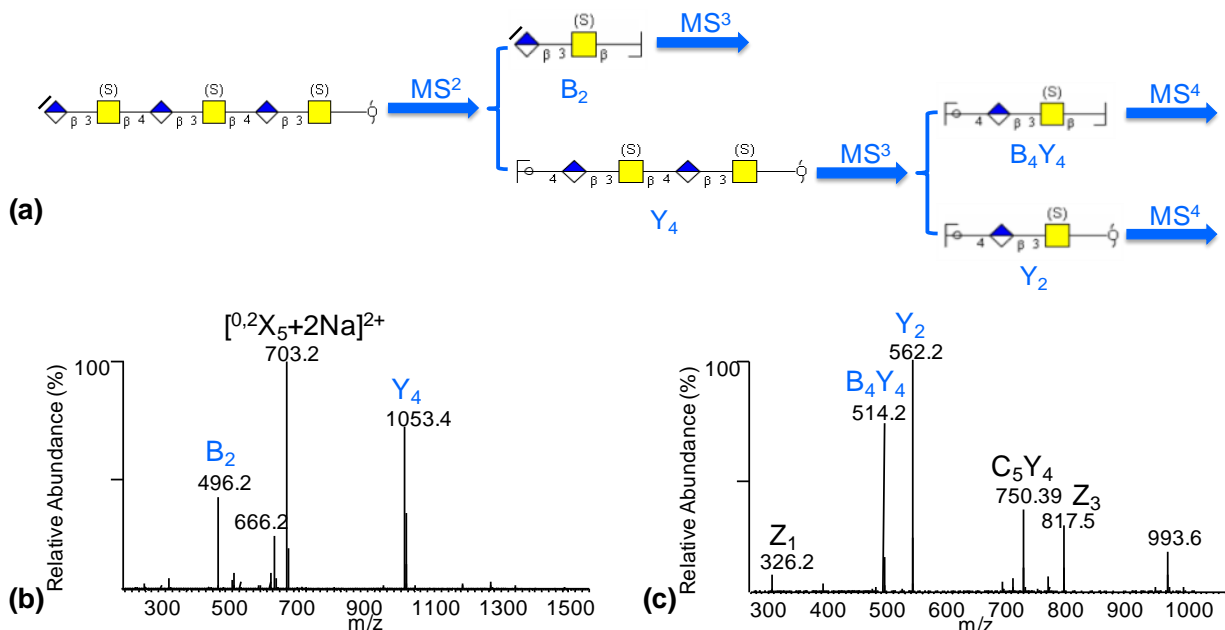 (S)
β 3 β
B₂
MS³
(S) (S) (S)
β 3 β 4 β 3 β 4 β 3
MS²
(S)
4 β 3 β
B₄Y₄
MS⁴
(S) (S)
4 β 3 β 4 β 3
Y₄
MS³
(S)
4 β 3
Y₂
MS⁴
(a)
[⁰,²X₅+2Na]²⁺
703.2
Y₄
1053.4
B₂
496.2
666.2
100
Relative Abundance (%)
300 500 700 900 1100 1300 1500
m/z
(b)
Y₂
562.2
B₄Y₄
514.2
C₅Y₄
750.39
Z₃
817.5
993.6
Z₁
326.2
100
Relative Abundance (%)
300 400 500 600 700 800 900 1000
m/z
(c)